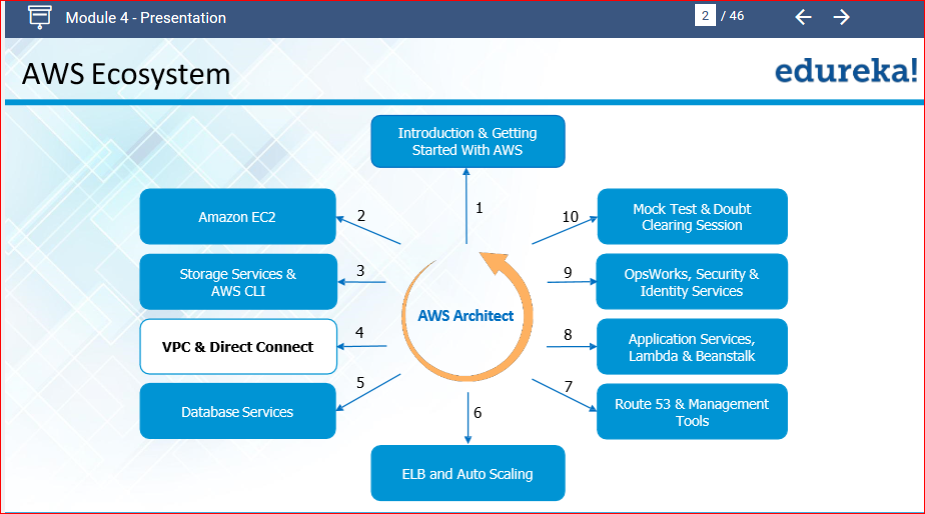 Module 4 - Presentation
2 / 46
AWS Ecosystem
edureka!
Introduction & Getting
Started With AWS
1
Amazon EC2
2
Storage Services &
AWS CLI
3
VPC & Direct Connect
4
Database Services
5
ELB and Auto Scaling
6
Route 53 & Management
Tools
7
Application Services,
Lambda & Beanstalk
8
OpsWorks, Security &
Identity Services
9
Mock Test & Doubt
Clearing Session
10
AWS Architect